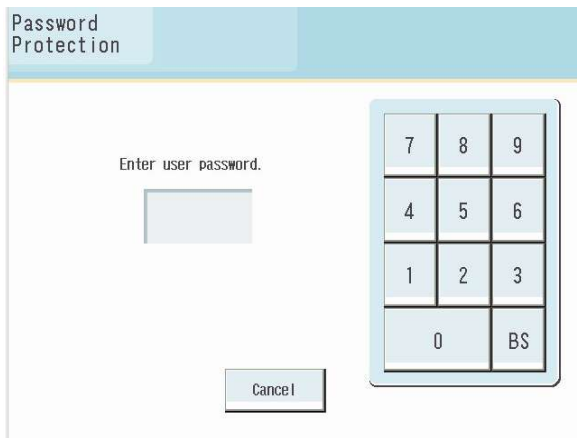 Password
Protection
Enter user password.
7 8 9
4 5 6
1 2 3
0 BS
Cancel